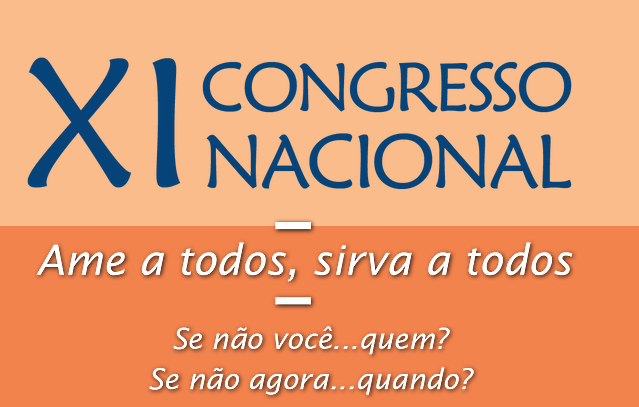 XI CONGRESSO
NACIONAL
Ame a todos, sirva a todos
Se não você...quem?
Se não agora...quando?